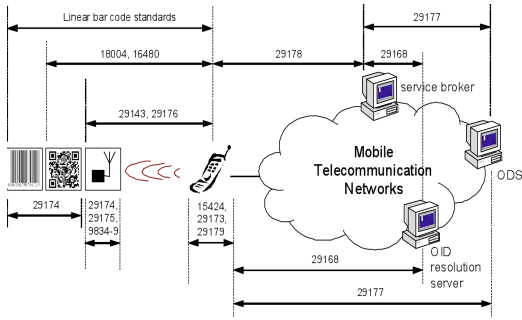 Linear bar code standards
29177
18004, 16480
29178
29168
29143, 29176
service broker
Mobile
Telecommunication
Networks
ODS
29174
29174,
29175,
9834-9
15424,
29173,
29179
OID
resolution
server
29168
29177